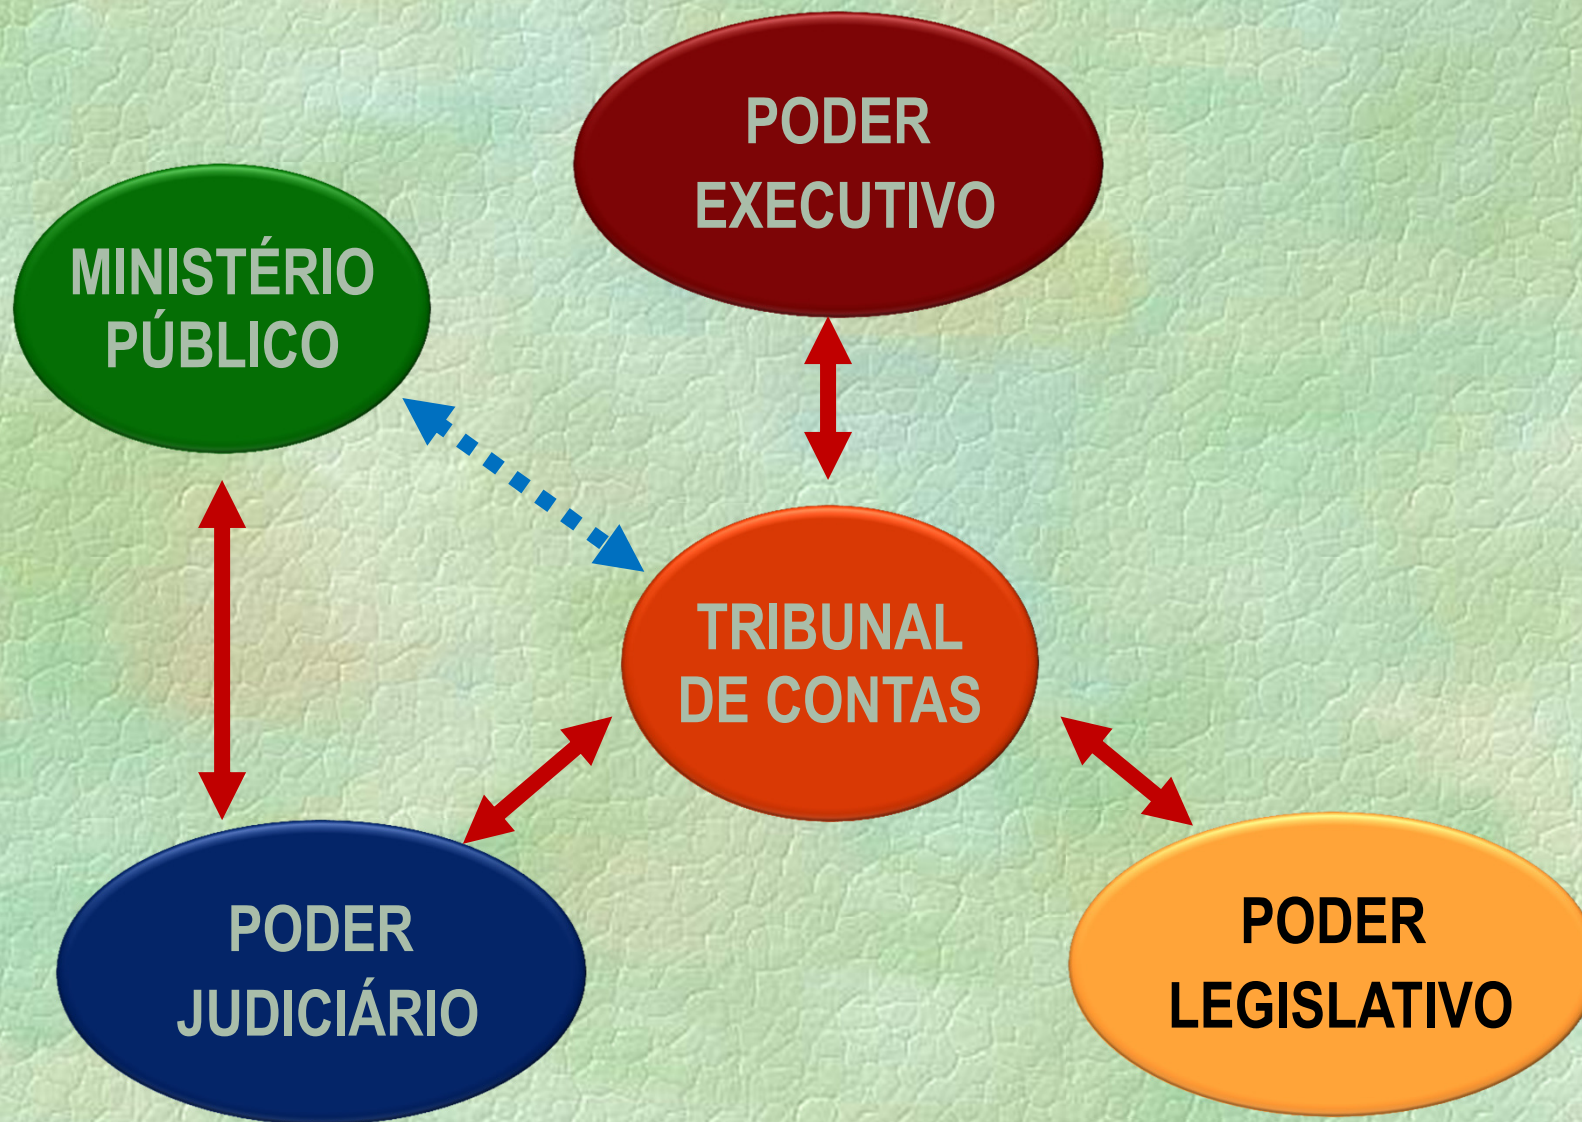 PODER
EXECUTIVO
MINISTÉRIO
PÚBLICO
TRIBUNAL
DE CONTAS
PODER
JUDICIÁRIO
PODER
LEGISLATIVO